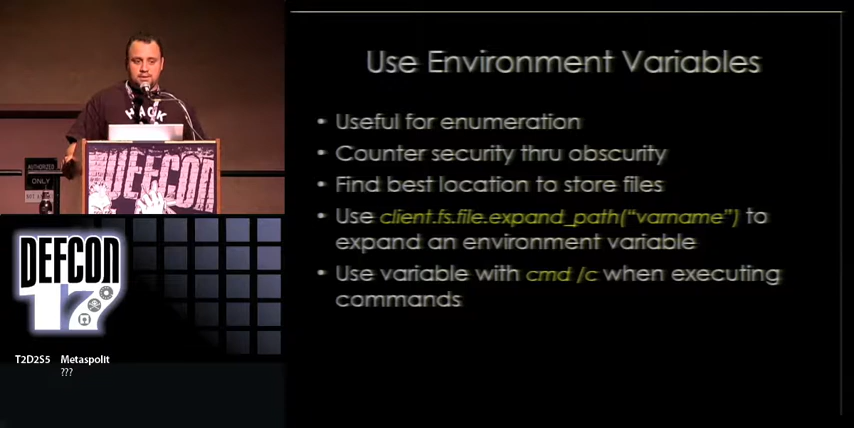 Use Environment Variables
• Useful for enumeration
• Counter security thru obscurity
• Find best location to store files
• Use client.fs.file.expand_path(“varname”) to
expand an environment variable
• Use variable with cmd /c when executing
commands
HACK
AUTHORIZED
ONLY
DEFCON
DEFCON
17
T2D2S5 Metaspolit
???